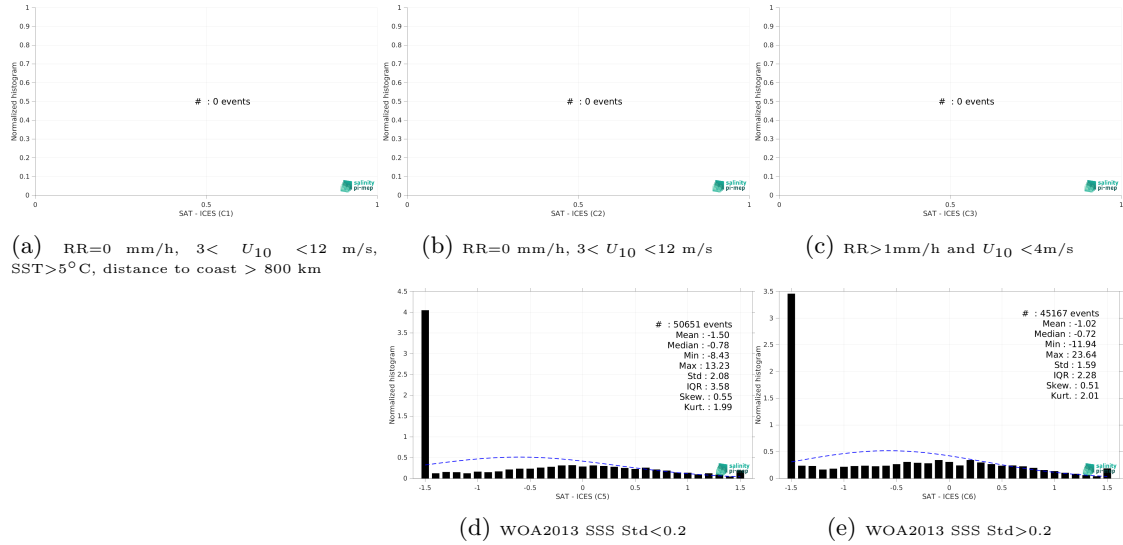 1
0.9
0.8
0.7
0.6
0.5
0.4
0.3
0.2
0.1
0
Normalized histogram
# : 0 events
salinity
pi-mep
0 0.5 1
SAT - ICES (C1)
1
0.9
0.8
0.7
0.6
0.5
0.4
0.3
0.2
0.1
0
Normalized histogram
# : 0 events
salinity
pi-mep
0 0.5 1
SAT - ICES (C2)
1
0.9
0.8
0.7
0.6
0.5
0.4
0.3
0.2
0.1
0
Normalized histogram
# : 0 events
salinity
pi-mep
0 0.5 1
SAT - ICES (C3)
(a) RR=0 mm/h, 3< U10 <12 m/s,
SST>5°C, distance to coast > 800 km
(b) RR=0 mm/h, 3< U10 <12 m/s
(c) RR>1mm/h and U10 <4m/s
4.5
4
3.5
3
2.5
2
1.5
1
0.5
0
Normalized histogram
# : 50651 events
Mean : -1.50
Median : -0.78
Min : -8.43
Max : 13.23
Std : 2.08
IQR : 3.58
Skew. : 0.55
Kurt. : 1.99
salinity
pi-mep
-1.5 -1 -0.5 0 0.5 1 1.5
SAT - ICES (C5)
3.5
3
2.5
2
1.5
1
0.5
0
Normalized histogram
# : 45167 events
Mean : -1.02
Median : -0.72
Min : -11.94
Max : 23.64
Std : 1.59
IQR : 2.28
Skew. : 0.51
Kurt. : 2.01
salinity
pi-mep
-1.5 -1 -0.5 0 0.5 1 1.5
SAT - ICES (C6)
(d) WOA2013 SSS Std<0.2
(e) WOA2013 SSS Std>0.2